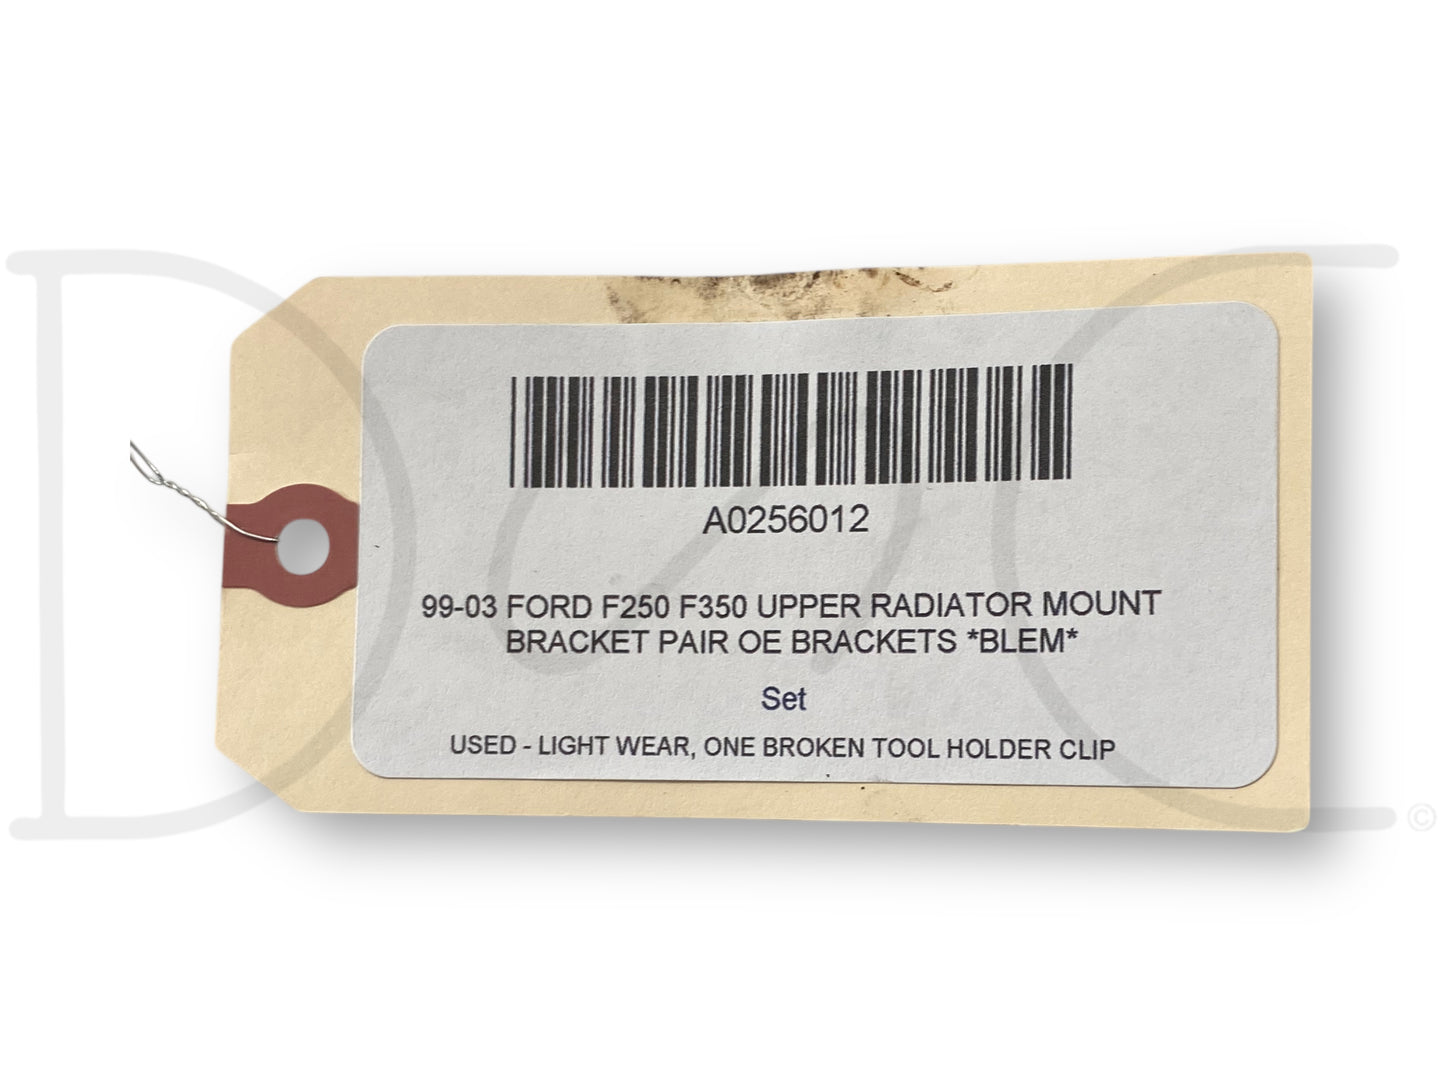 A0256012
99-03 FORD F250 F350 UPPER RADIATOR MOUNT
BRACKET PAIR OE BRACKETS *BLEM*
Set
USED - LIGHT WEAR, ONE BROKEN TOOL HOLDER CLIP
D
C
©